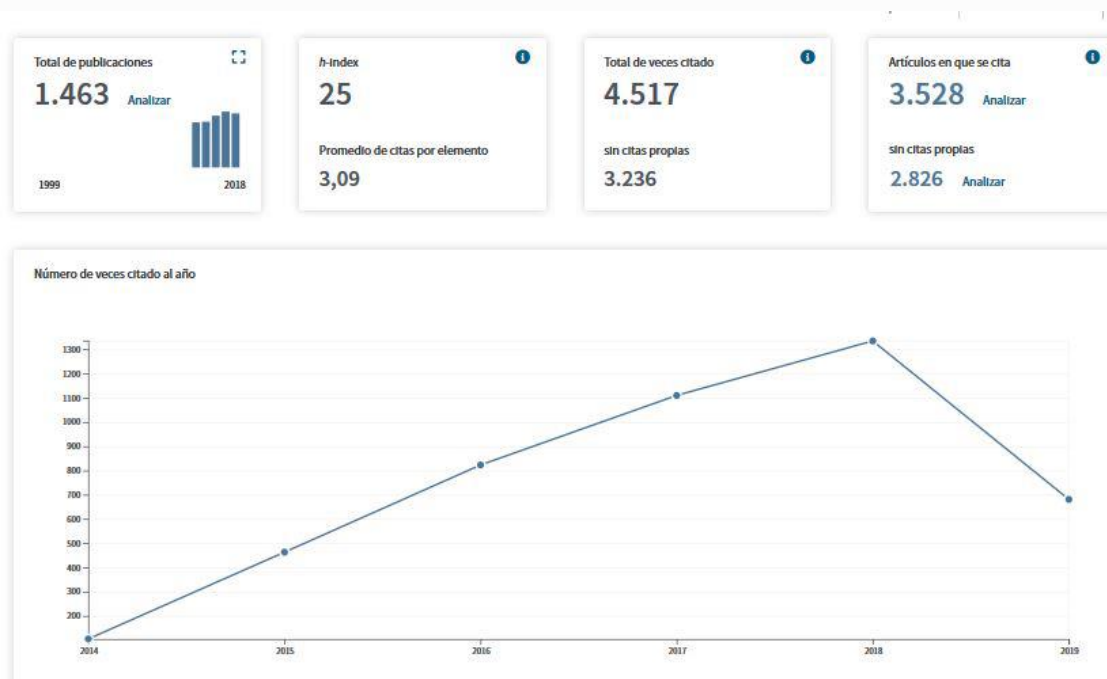 Total de publicaciones
1.463 Analizar
1999 2018
h-index
25
Promedio de citas por elemento
3,09
Total de veces citado
4.517
sin citas propias
3.236
Artículos en que se cita
3.528 Analizar
sin citas propias
2.826 Analizar
Número de veces citado al año
1300
1200
1100
1000
900
800
700
600
500
400
300
200
2014 2015 2016 2017 2018 2019